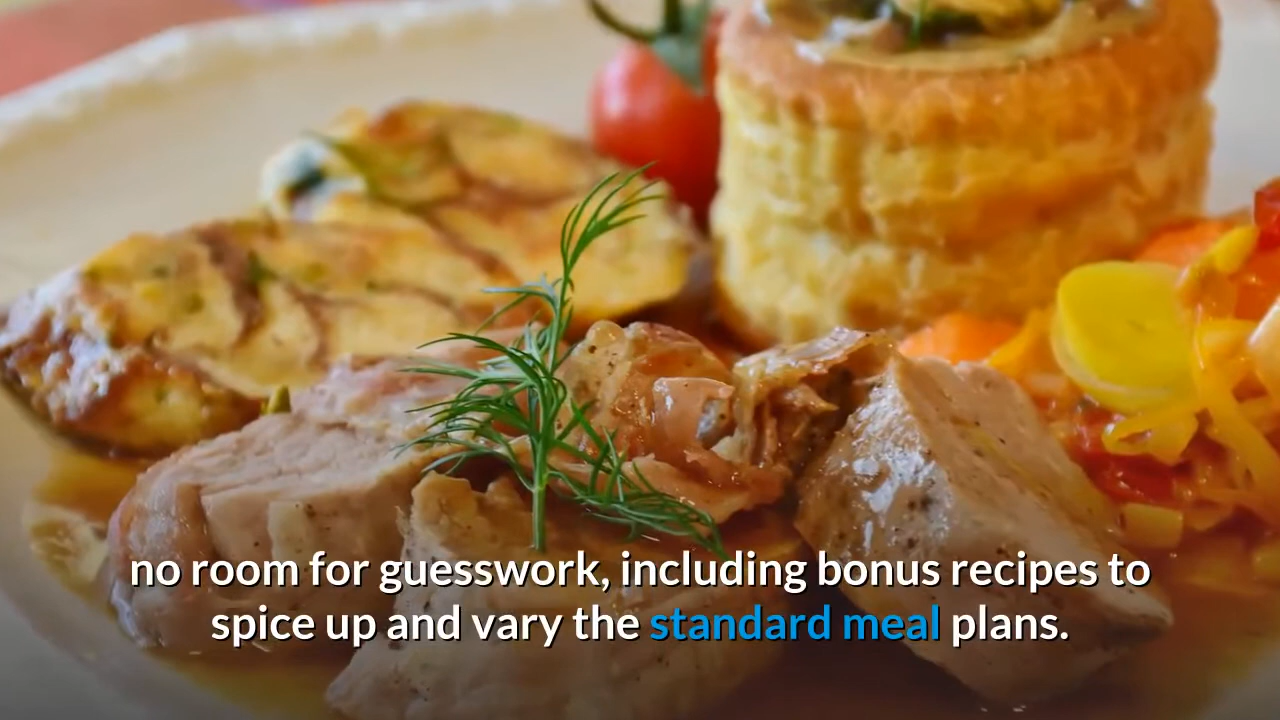 no room for guesswork, including bonus recipes to
spice up and vary the standard meal plans.